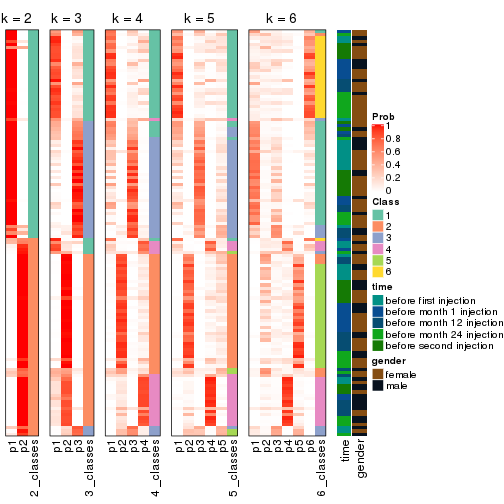 k = 2 k = 3 k = 4 k = 5 k = 6
Prob
1
0.8
0.6
0.4
0.2
0
Class
1
2
3
4
5
6
time
before first injection
before month 1 injection
before month 12 injection
before month 24 injection
before second injection
gender
female
male
p1 p2 2_classes p1 p2 p3 3_classes p1 p2 p3 p4 4_classes p1 p2 p3 p4 p5 5_classes p1 p2 p3 p4 p5 p6 6_classes time gender